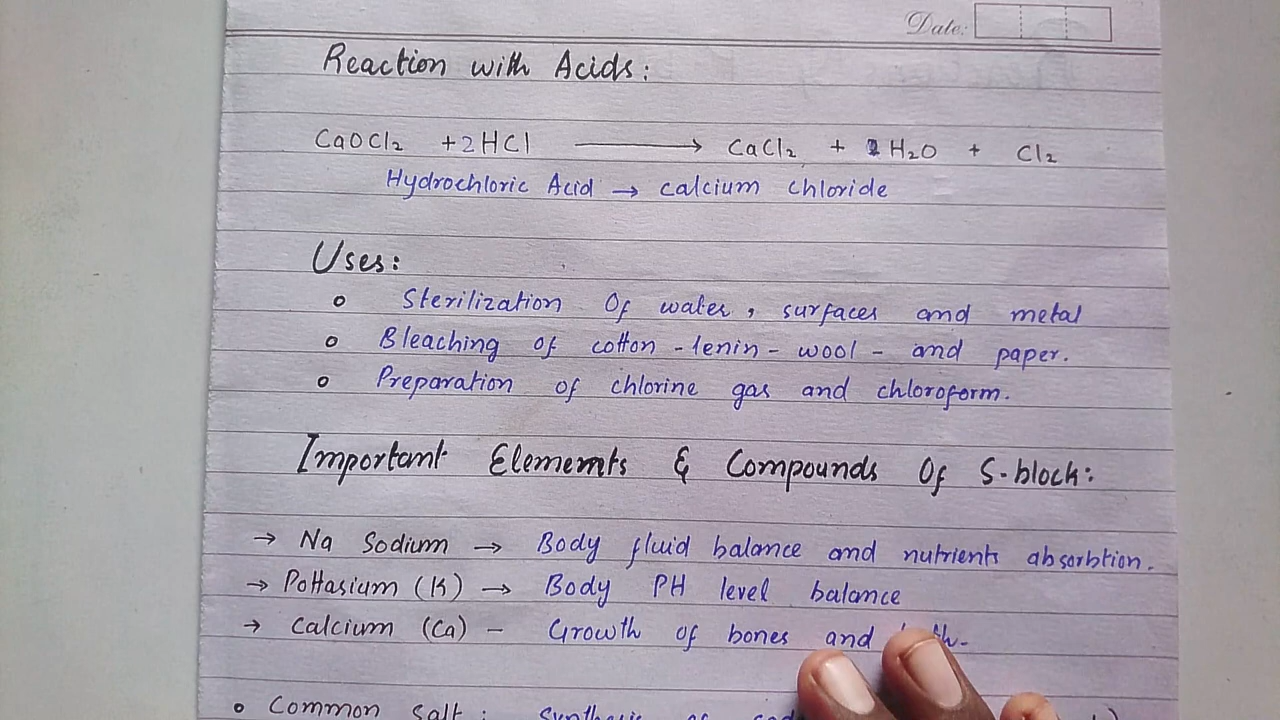 Date:
Reaction with Acids:
CaOCl2 +2HCl ⟶ CaCl2 + H2O + Cl2
Hydrochloric Acid → calcium chloride
Uses:
o Sterilization Of water, surfaces and metal
o Bleaching of cotton - lenin - wool - and paper.
o Preparation of chlorine gas and chloroform.
Important Elements & Compounds Of S-block:
→ Na Sodium → Body fluid balance and nutrients absorbtion.
→ Pottasium (K) → Body PH level balance
→ Calcium (Ca) - Growth of bones and
o Common salt :